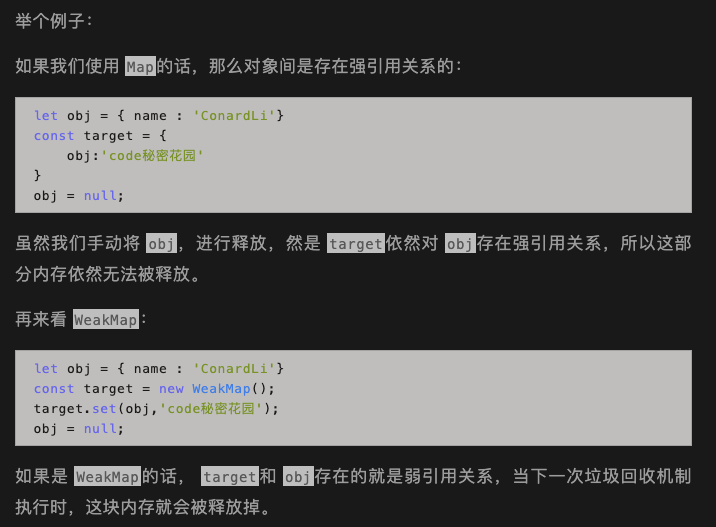 举个例子：
如果我们使用 Map的话，那么对象间是存在强引用关系的：
let obj = { name : 'ConardLi'}
const target = {
    obj:'code秘密花园'
}
obj = null;
虽然我们手动将 obj，进行释放，然是 target依然对 obj存在强引用关系，所以这部
分内存依然无法被释放。
再来看 WeakMap：
let obj = { name : 'ConardLi'}
const target = new WeakMap();
target.set(obj,'code秘密花园');
obj = null;
如果是 WeakMap的话， target和 obj存在的就是弱引用关系，当下一次垃圾回收机制
执行时，这块内存就会被释放掉。